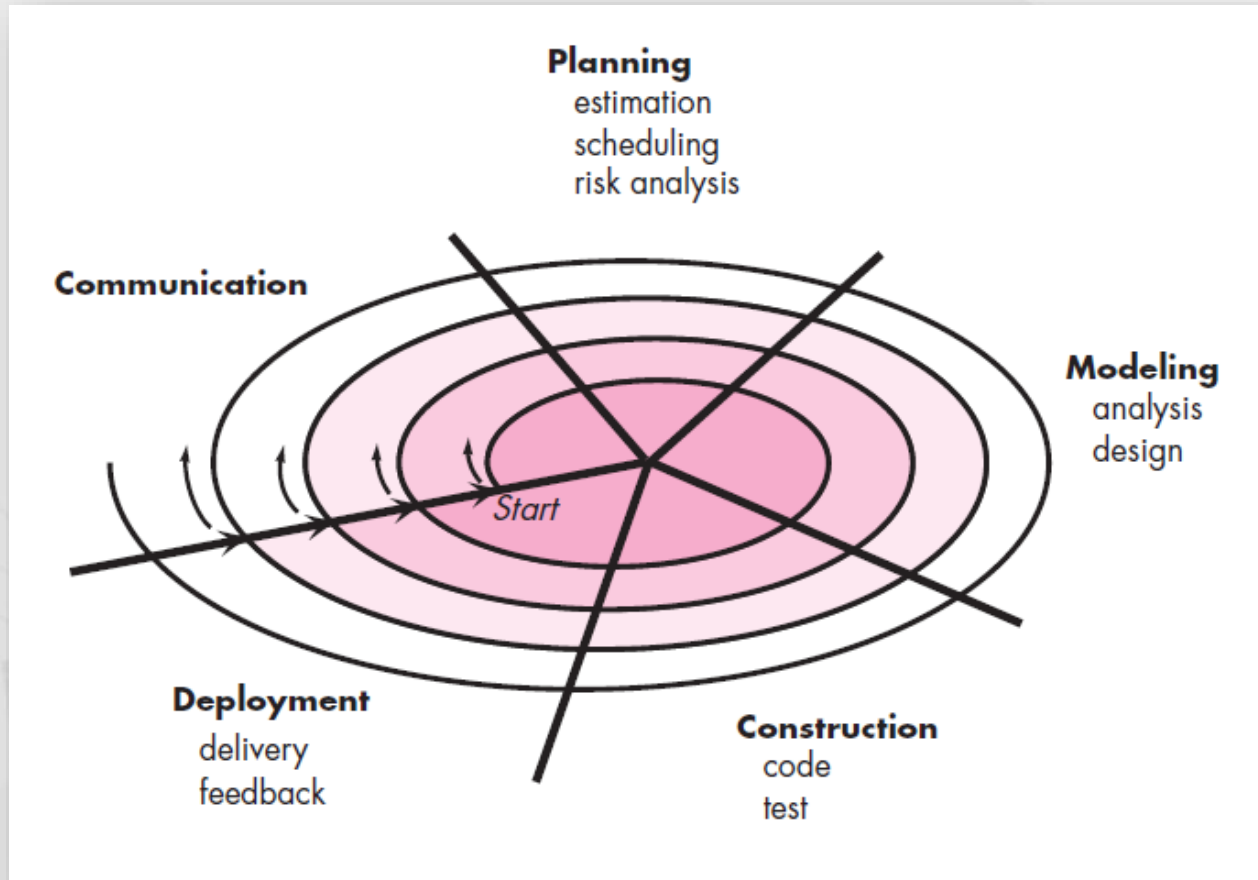 Planning
estimation
scheduling
risk analysis
Communication
Modeling
analysis
design
Start
Deployment
delivery
feedback
Construction
code
test